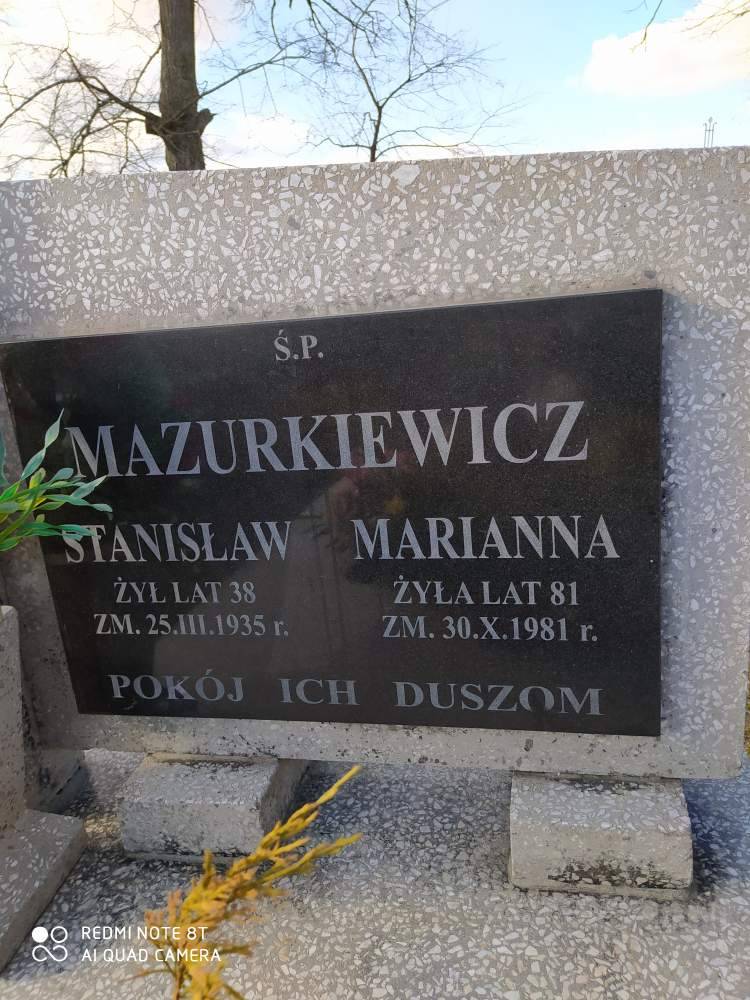 Ś.P.
MAZURKIEWICZ
STANISŁAW MARIANNA
ŻYŁ LAT 38 ŻYŁA LAT 81
ZM. 25.III.1935 r. ZM. 30.X.1981 r.
POKÓJ ICH DUSZOM
REDMI NOTE 8T
AI QUAD CAMERA